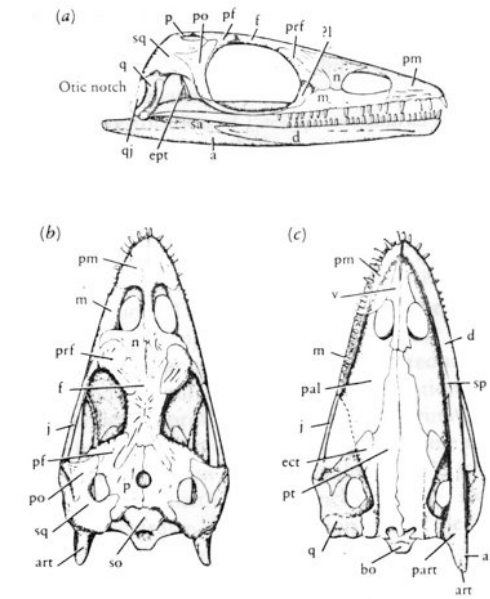 (a)
p
po
pf
f
prf
?l
sq
q
Otic notch
n
pm
m
sa
d
qj
ept
a
(b)
pm
m
n
prf
f
j
pf
po
p
sq
so
art
(c)
pm
v
d
m
sp
pal
j
ect
pt
q
bo
part
a
art